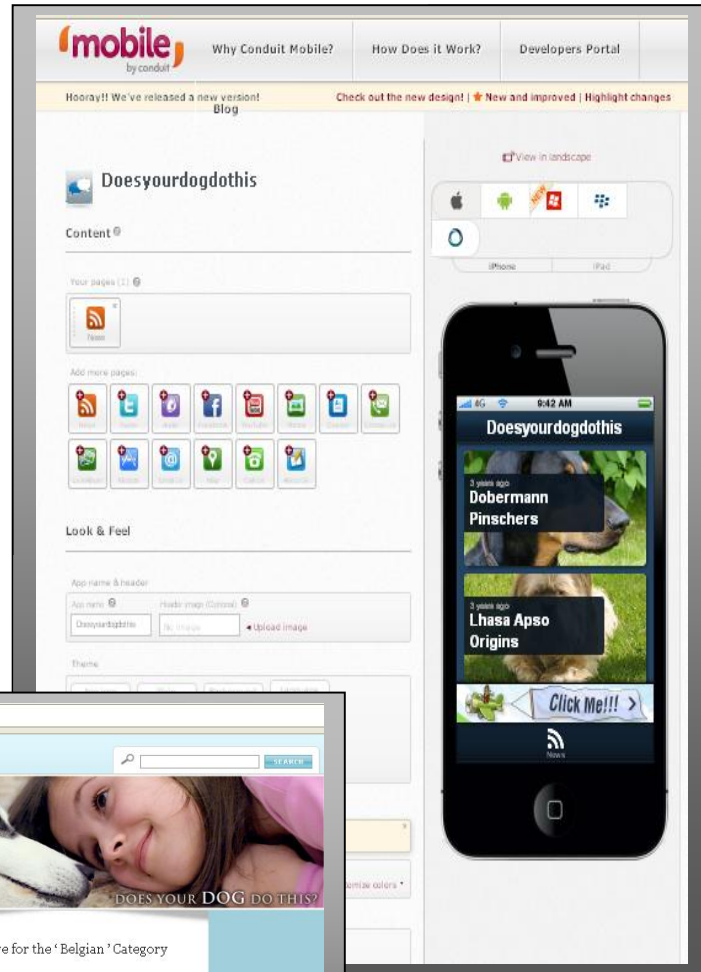 mobile
by conduit
Why Conduit Mobile?
How Does it Work?
Developers Portal
Hooray!! We've released a new version!
Check out the new design! | New and improved | Highlight changes
Blog
View in landscape
Doesyourdogdothis
NEW
Content
iPhone
iPad
Your pages (1)
News
Add more pages:
Look & Feel
App name & header
App name
Header image (Optional)
Doesyourdogdothis
No image
Upload image
Theme
4G
9:42 AM
Doesyourdogdothis
3 years ago
Dobermann
Pinschers
3 years ago
Lhasa Apso
Origins
Click Me!!! >
News
SEARCH
DOES YOUR DOG DO THIS?
omize colors
e for the ‘ Belgian ’ Category